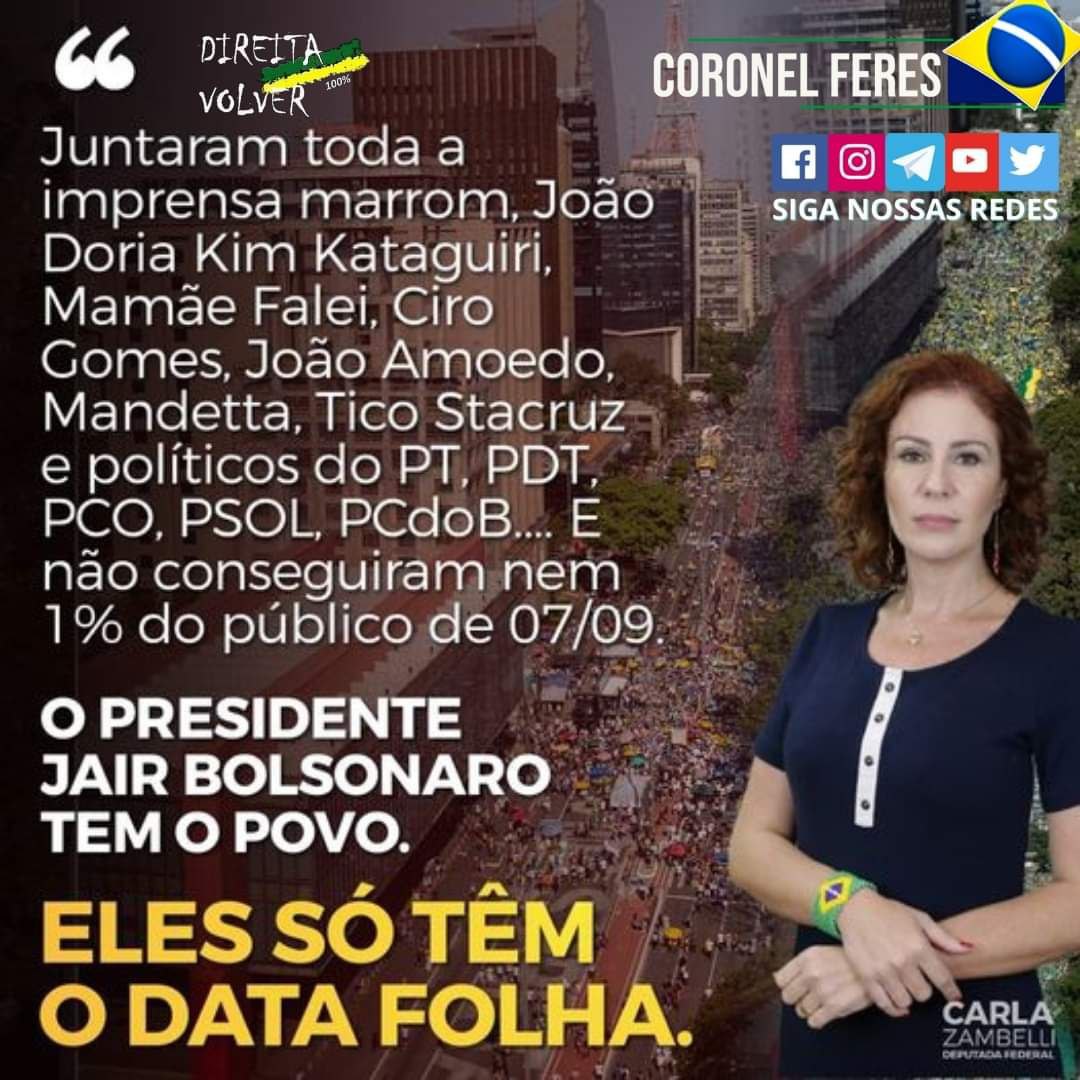 DIREITA
VOLVER 100%
CORONEL FERES
SIGA NOSSAS REDES
“
Juntaram toda a
imprensa marrom, João
Doria Kim Kataguiri,
Mamãe Falei, Ciro
Gomes, João Amoedo,
Mandetta, Tico Stacruz
e políticos do PT, PDT,
PCO, PSOL, PCdoB.... E
não conseguiram nem
1% do público de 07/09.
O PRESIDENTE
JAIR BOLSONARO
TEM O POVO.
ELES SÓ TÊM
O DATA FOLHA.
CARLA
ZAMBELLI
DEPUTADA FEDERAL